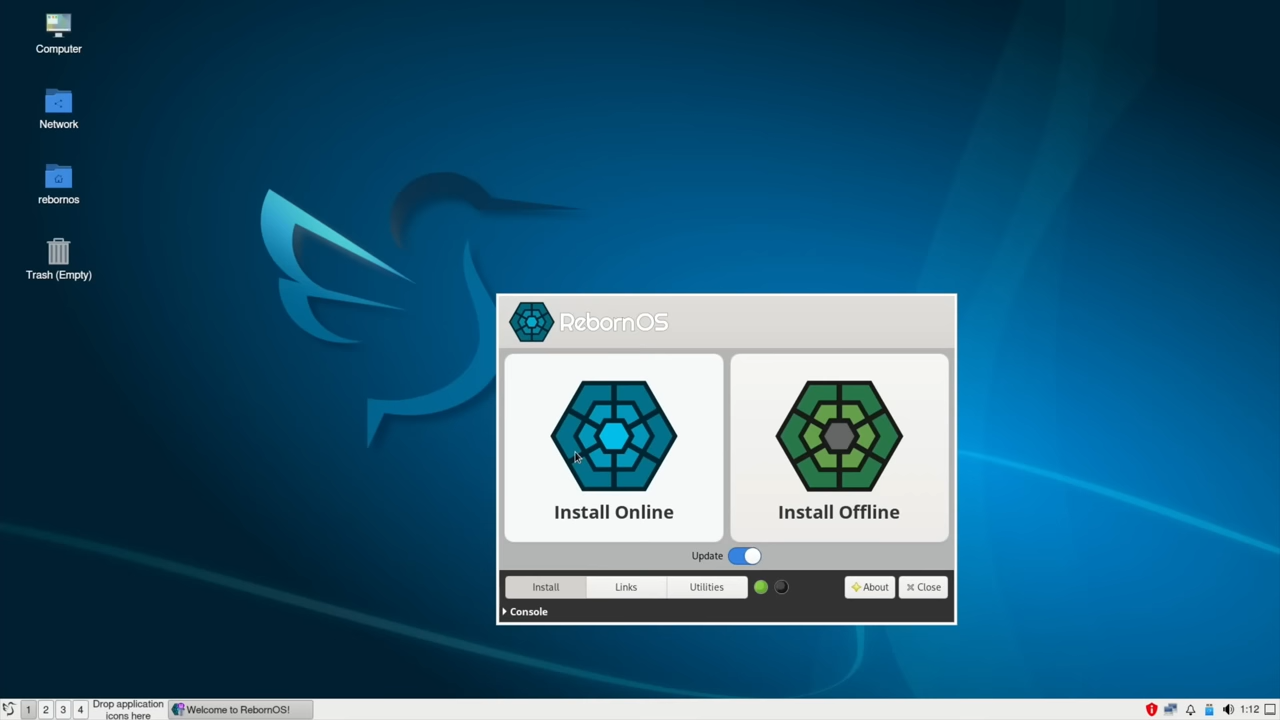 Computer
Network
rebornos
Trash (Empty)
RebornOS
Install Online
Install Offline
Update
Install
Links
Utilities
About
Close
Console
1
2
3
4
Drop application
icons here
Welcome to RebornOS!
1:12